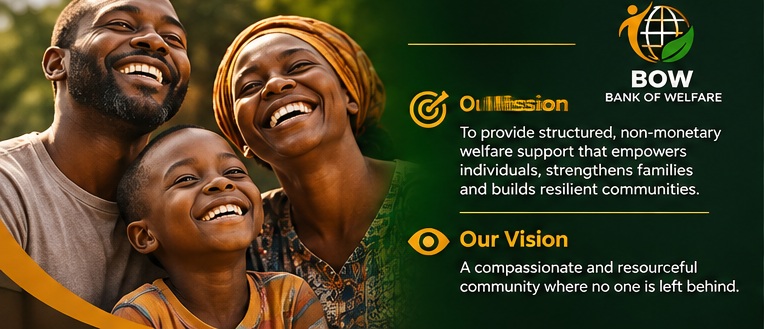 BOW
BANK OF WELFARE
To provide structured, non-monetary
welfare support that empowers
individuals, strengthens families
and builds resilient communities.
Our Vision
A compassionate and resourceful
community where no one is left behind.